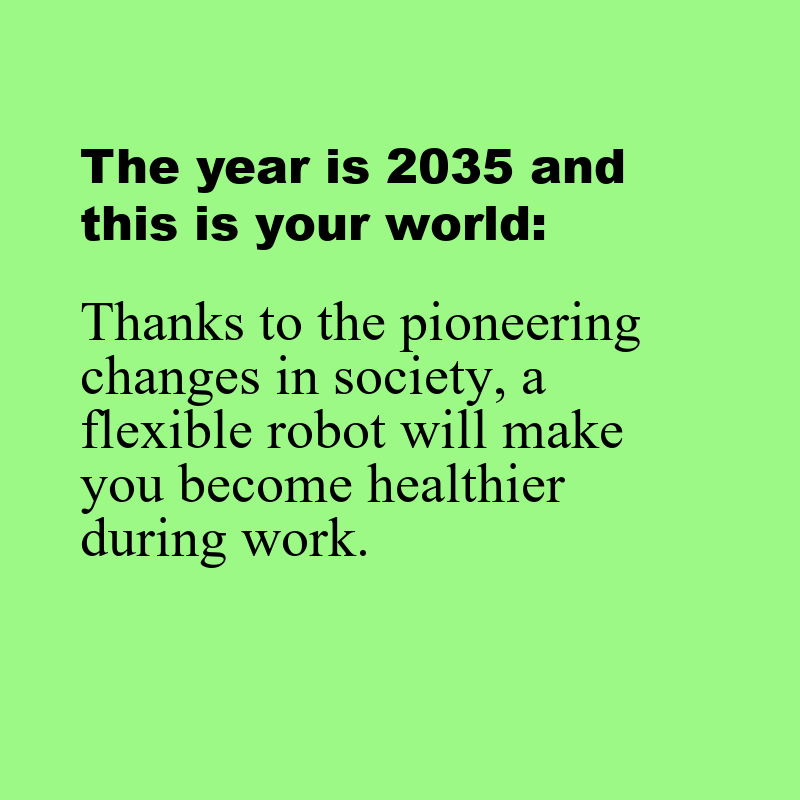 The year is 2035 and
this is your world:
Thanks to the pioneering
changes in society, a
flexible robot will make
you become healthier
during work.